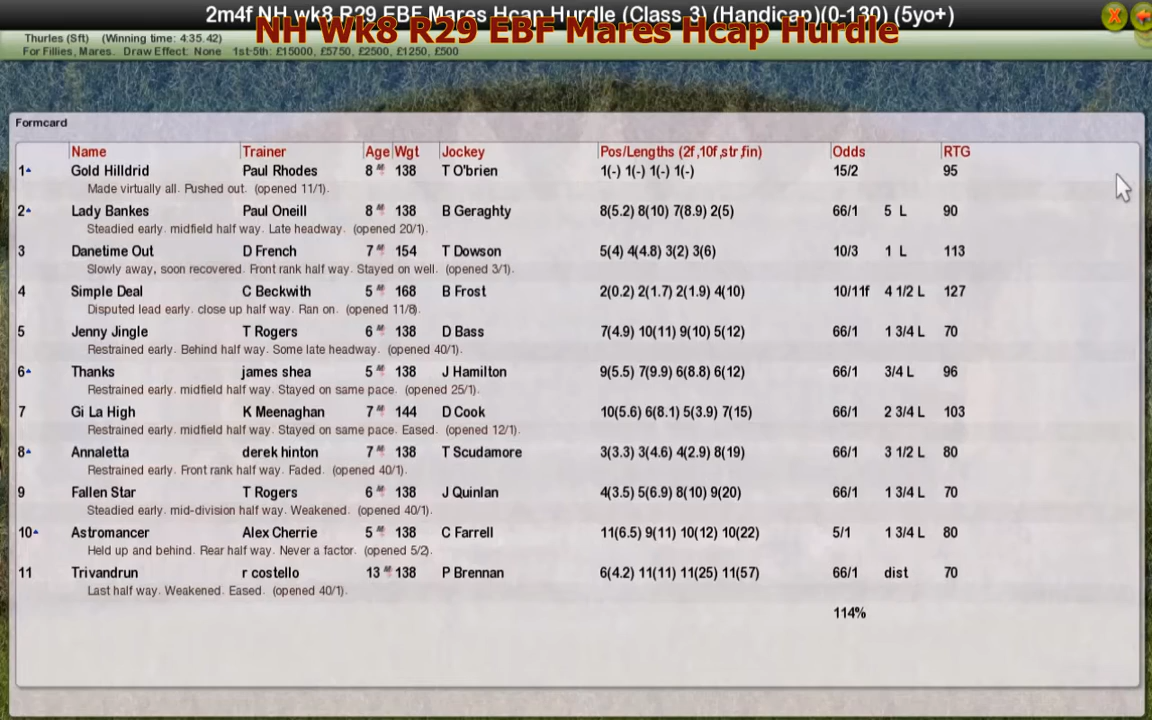 2m4f NH wk8 R29 EBF Mares Hcap Hurdle (Class 3) (Handicap)(0-130) (5yo+)
NH Wk8 R29 EBF Mares Hcap Hurdle
Thurles (Sft) (Winning time: 4:35.42)
For Fillies, Mares. Draw Effect: None 1st-5th: £15000, £5750, £2500, £1250, £500
Formcard
Name Trainer Age Wgt Jockey Pos/Lengths (2f,10f,str,fin) Odds RTG
1 Gold Hilldrid Paul Rhodes 8 138 T O'brien 1(-) 1(-) 1(-) 1(-) 15/2 95
Made virtually all. Pushed out. (opened 11/1).
2 Lady Bankes Paul Oneill 8 138 B Geraghty 8(5.2) 8(10) 7(8.9) 2(5) 66/1 5 L 90
Steadied early. midfield half way. Late headway. (opened 20/1).
3 Danetime Out D French 7 154 T Dowson 5(4) 4(4.8) 3(2) 3(6) 10/3 1 L 113
Slowly away, soon recovered. Front rank half way. Stayed on well. (opened 3/1).
4 Simple Deal C Beckwith 5 168 B Frost 2(0.2) 2(1.7) 2(1.9) 4(10) 10/11f 4 1/2 L 127
Disputed lead early. close up half way. Ran on. (opened 11/8).
5 Jenny Jingle T Rogers 6 138 D Bass 7(4.9) 10(11) 9(10) 5(12) 66/1 1 3/4 L 70
Restrained early. Behind half way. Some late headway. (opened 40/1).
6 Thanks james shea 5 138 J Hamilton 9(5.5) 7(9.9) 6(8.8) 6(12) 66/1 3/4 L 96
Restrained early. midfield half way. Stayed on same pace. (opened 25/1).
7 Gi La High K Meenaghan 7 144 D Cook 10(5.6) 6(8.1) 5(3.9) 7(15) 66/1 2 3/4 L 103
Restrained early. midfield half way. Stayed on same pace. Eased. (opened 12/1).
8 Annaletta derek hinton 7 138 T Scudamore 3(3.3) 3(4.6) 4(2.9) 8(19) 66/1 3 1/2 L 80
Restrained early. Front rank half way. Faded. (opened 40/1).
9 Fallen Star T Rogers 6 138 J Quinlan 4(3.5) 5(6.9) 8(10) 9(20) 66/1 1 3/4 L 70
Steadied early. mid-division half way. Weakened. (opened 40/1).
10 Astromancer Alex Cherrie 5 138 C Farrell 11(6.5) 9(11) 10(12) 10(22) 5/1 1 3/4 L 80
Held up and behind. Rear half way. Never a factor. (opened 5/2).
11 Trivandrun r costello 13 138 P Brennan 6(4.2) 11(11) 11(25) 11(57) 66/1 dist 70
Last half way. Weakened. Eased. (opened 40/1).
114%